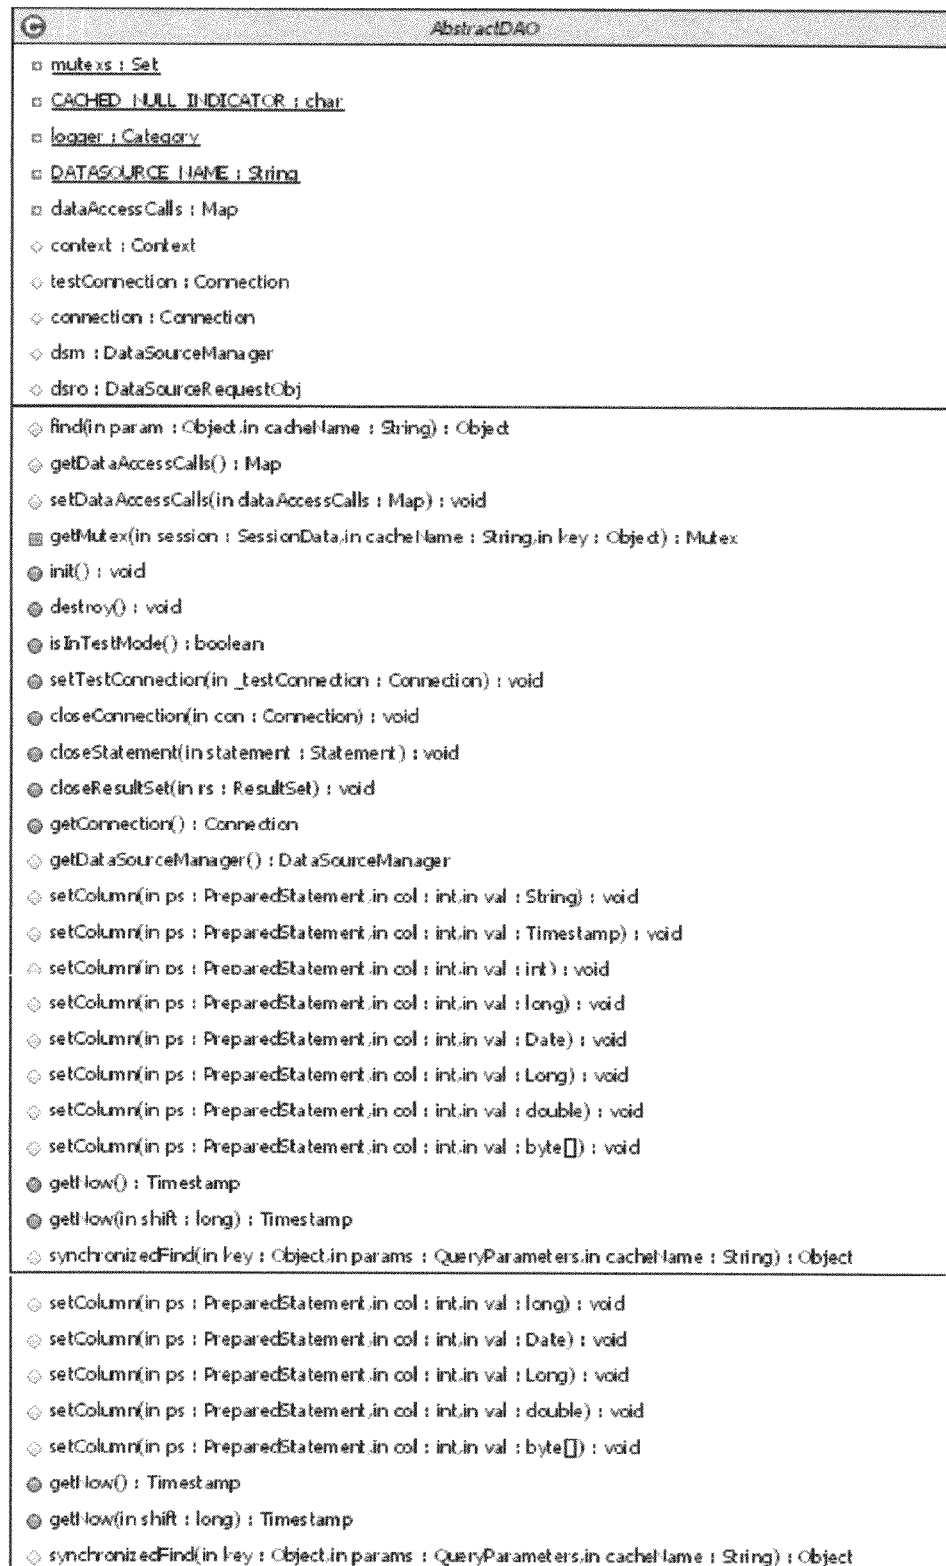 AbstractDAO
mutexs : Set
CACHED_NULL_INDICATOR : char
logger : Category
DATASOURCE_NAME : String
dataAccessCalls : Map
context : Context
testConnection : Connection
connection : Connection
dsm : DataSourceManager
dsro : DataSourceRequestObj
find(in param : Object,in cacheName : String) : Object
getDataAccessCalls() : Map
setDataAccessCalls(in dataAccessCalls : Map) : void
getMutex(in session : SessionData,in cacheName : String,in key : Object) : Mutex
init() : void
destroy() : void
isInTestMode() : boolean
setTestConnection(in _testConnection : Connection) : void
closeConnection(in con : Connection) : void
closeStatement(in statement : Statement) : void
closeResultSet(in rs : ResultSet) : void
getConnection() : Connection
getDataSourceManager() : DataSourceManager
setColumn(in ps : PreparedStatement,in col : int,in val : String) : void
setColumn(in ps : PreparedStatement,in col : int,in val : Timestamp) : void
setColumn(in ps : PreparedStatement,in col : int,in val : int) : void
setColumn(in ps : PreparedStatement,in col : int,in val : long) : void
setColumn(in ps : PreparedStatement,in col : int,in val : Date) : void
setColumn(in ps : PreparedStatement,in col : int,in val : Long) : void
setColumn(in ps : PreparedStatement,in col : int,in val : double) : void
setColumn(in ps : PreparedStatement,in col : int,in val : byte[]) : void
getNow() : Timestamp
getNow(in shift : long) : Timestamp
synchronizedFind(in key : Object,in params : QueryParameters,in cacheName : String) : Object
setColumn(in ps : PreparedStatement,in col : int,in val : long) : void
setColumn(in ps : PreparedStatement,in col : int,in val : Date) : void
setColumn(in ps : PreparedStatement,in col : int,in val : Long) : void
setColumn(in ps : PreparedStatement,in col : int,in val : double) : void
setColumn(in ps : PreparedStatement,in col : int,in val : byte[]) : void
getNow() : Timestamp
getNow(in shift : long) : Timestamp
synchronizedFind(in key : Object,in params : QueryParameters,in cacheName : String) : Object